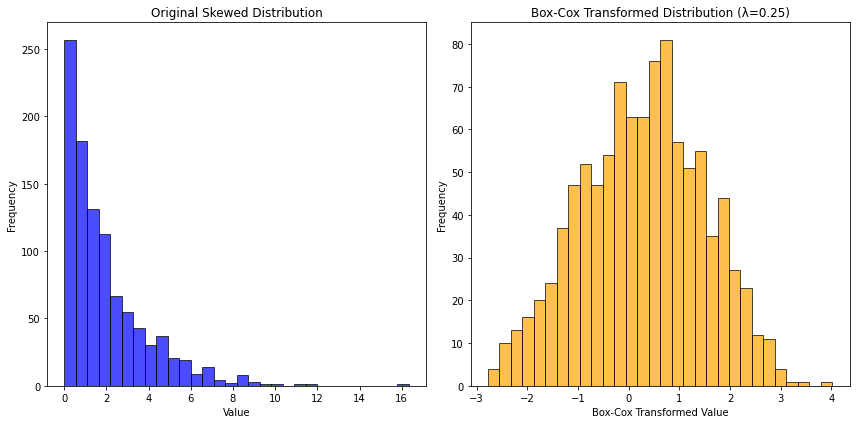 Original Skewed Distribution
Frequency
250
200
150
100
50
0
0 2 4 6 8 10 12 14 16
Value
Box-Cox Transformed Distribution (λ=0.25)
Frequency
80
70
60
50
40
30
20
10
0
−3 −2 −1 0 1 2 3 4
Box-Cox Transformed Value